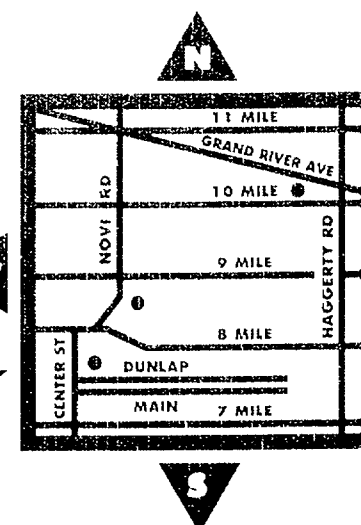 N
11 MILE
GRAND RIVER AVE
10 MILE
NOVI RD
9 MILE
HAGGERTY RD
8 MILE
CENTER ST
DUNLAP
MAIN
7 MILE
S